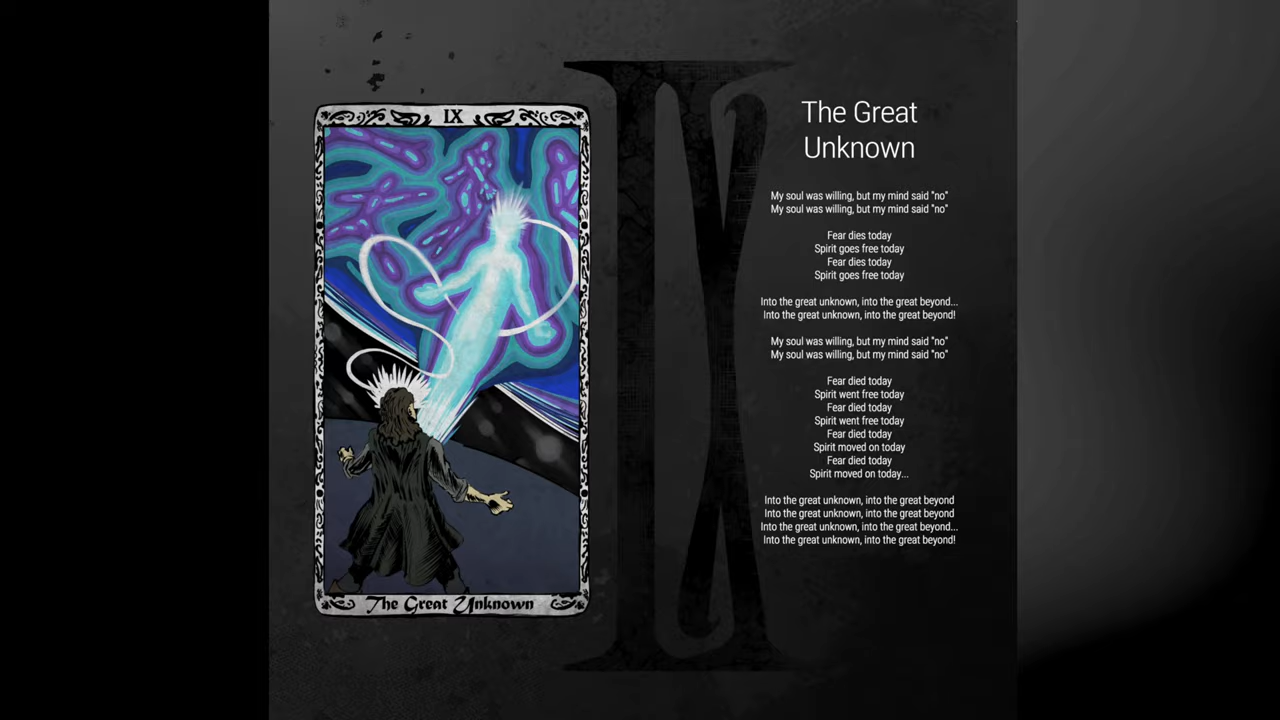 IX
The Great Unknown
IX
The Great
Unknown
My soul was willing, but my mind said "no"
My soul was willing, but my mind said "no"
Fear dies today
Spirit goes free today
Fear dies today
Spirit goes free today
Into the great unknown, into the great beyond...
Into the great unknown, into the great beyond!
My soul was willing, but my mind said "no"
My soul was willing, but my mind said "no"
Fear died today
Spirit went free today
Fear died today
Spirit went free today
Fear died today
Spirit moved on today
Fear died today
Spirit moved on today...
Into the great unknown, into the great beyond
Into the great unknown, into the great beyond
Into the great unknown, into the great beyond...
Into the great unknown, into the great beyond!